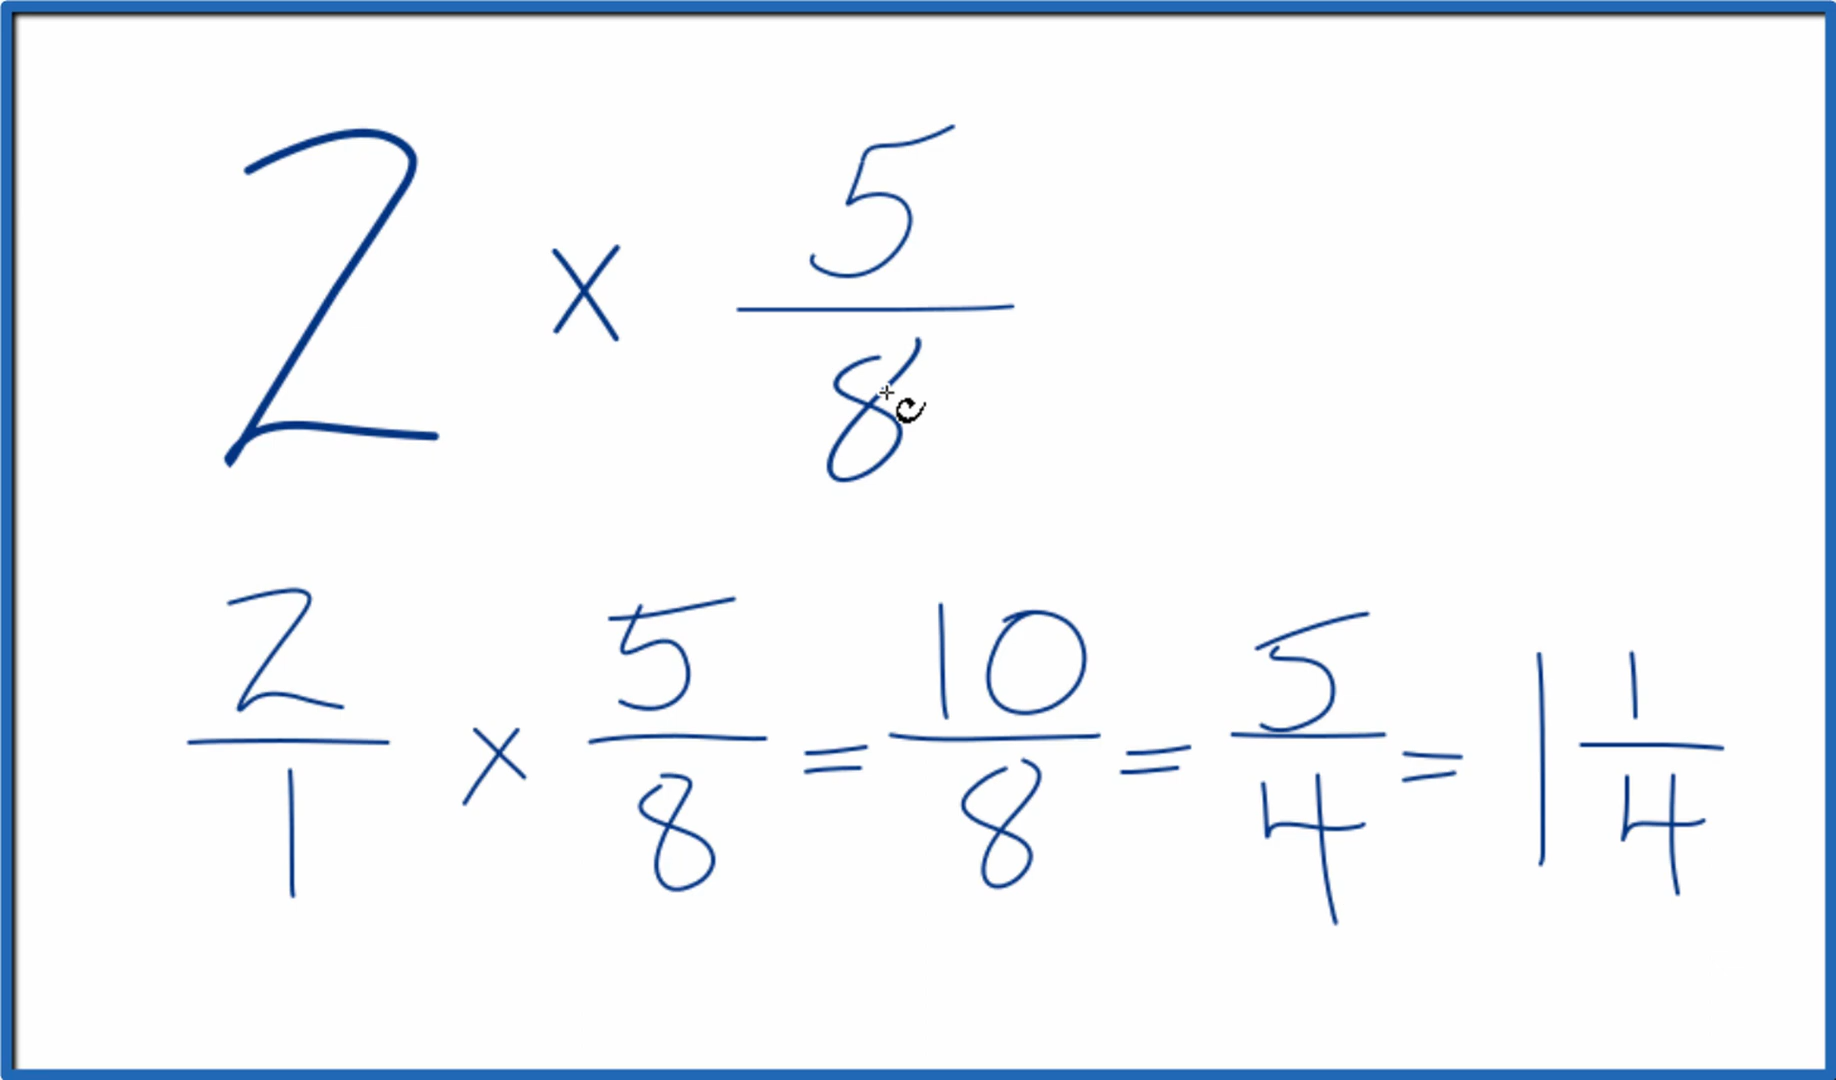 2 × 5/8
2/1 × 5/8 = 10/8 = 5/4 = 1 1/4